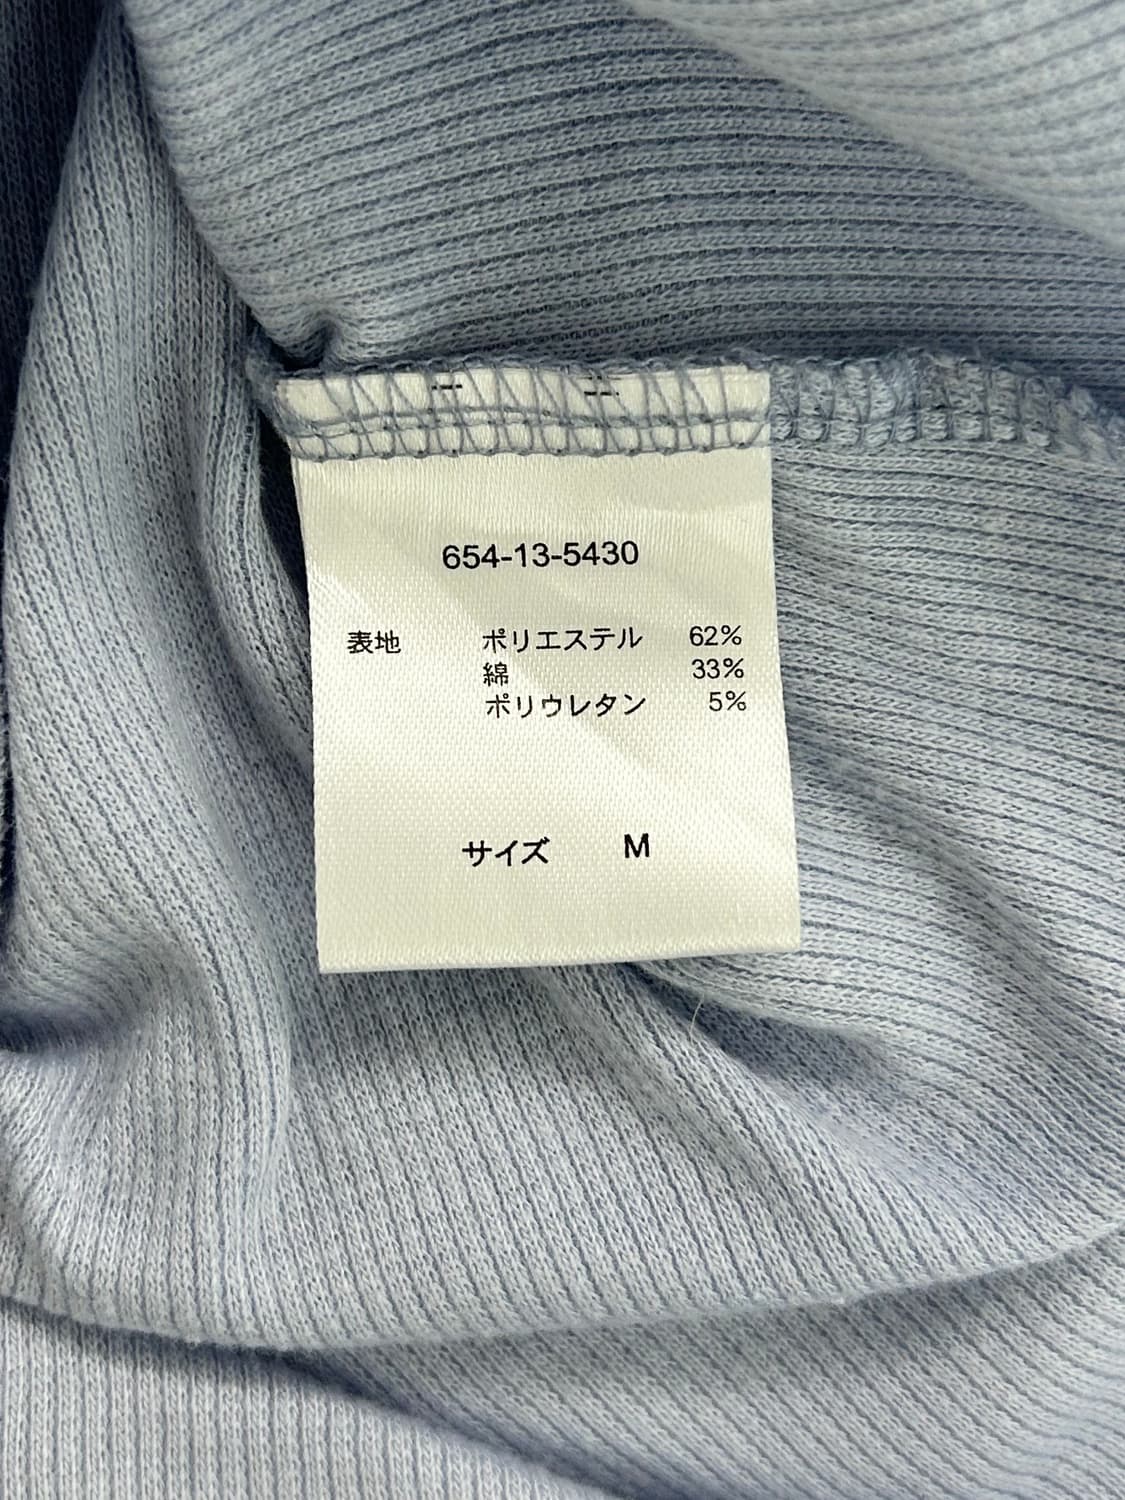 654-13-5430
表地 ポリエステル 62%
綿 33%
ポリウレタン 5%
サイズ M